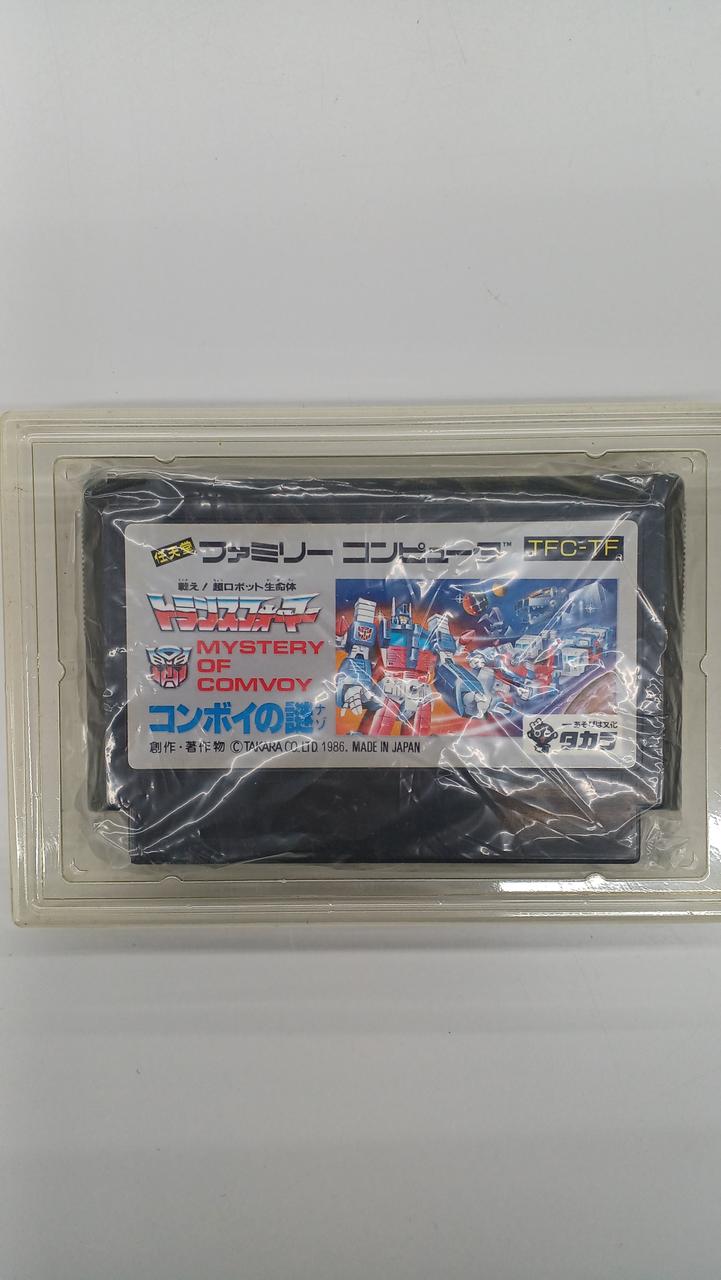 任天堂 ファミリー コンピュータ™ TFC-TF
戦え！超ロボット生命体
トランスフォーマー
MYSTERY
OF
COMVOY
コンボイの謎
ナゾ
一あそびは文化
タカラ
創作・著作物 ©TAKARA CO.LTD. 1986. MADE IN JAPAN